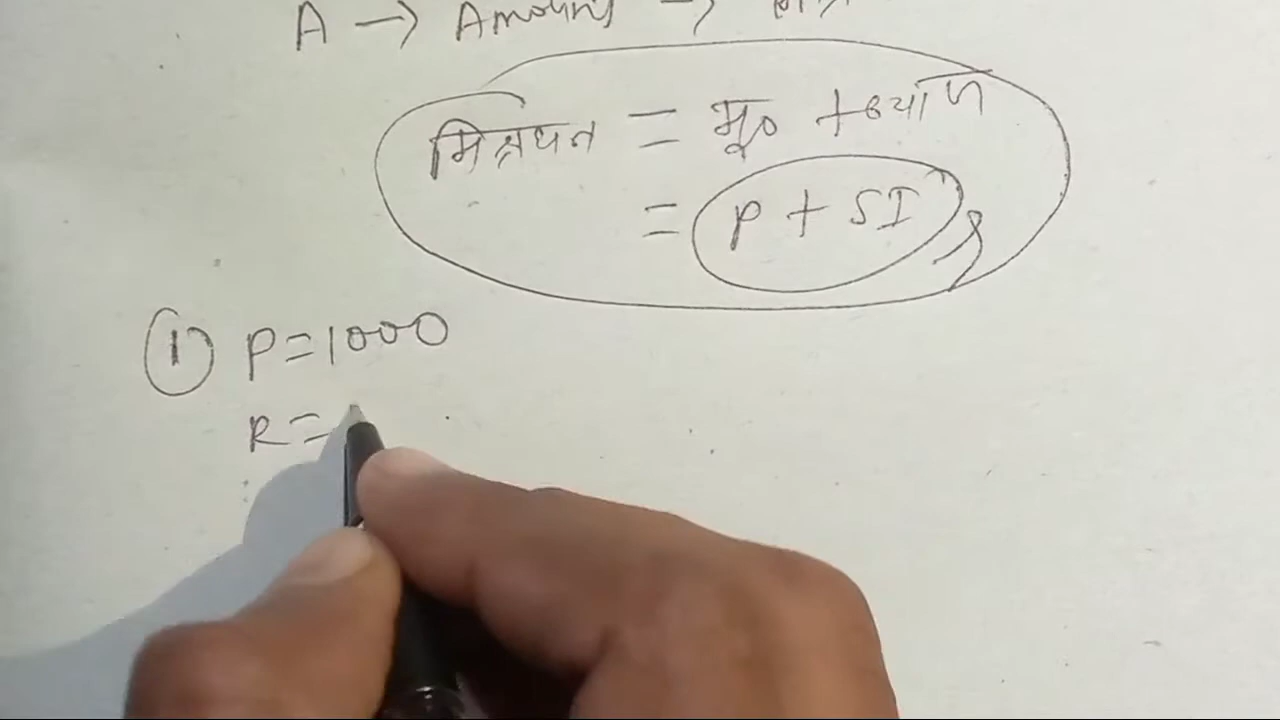 A → Amount →
मिश्रधन = मू० + ब्याज
= P + SI
① P=1000
R=